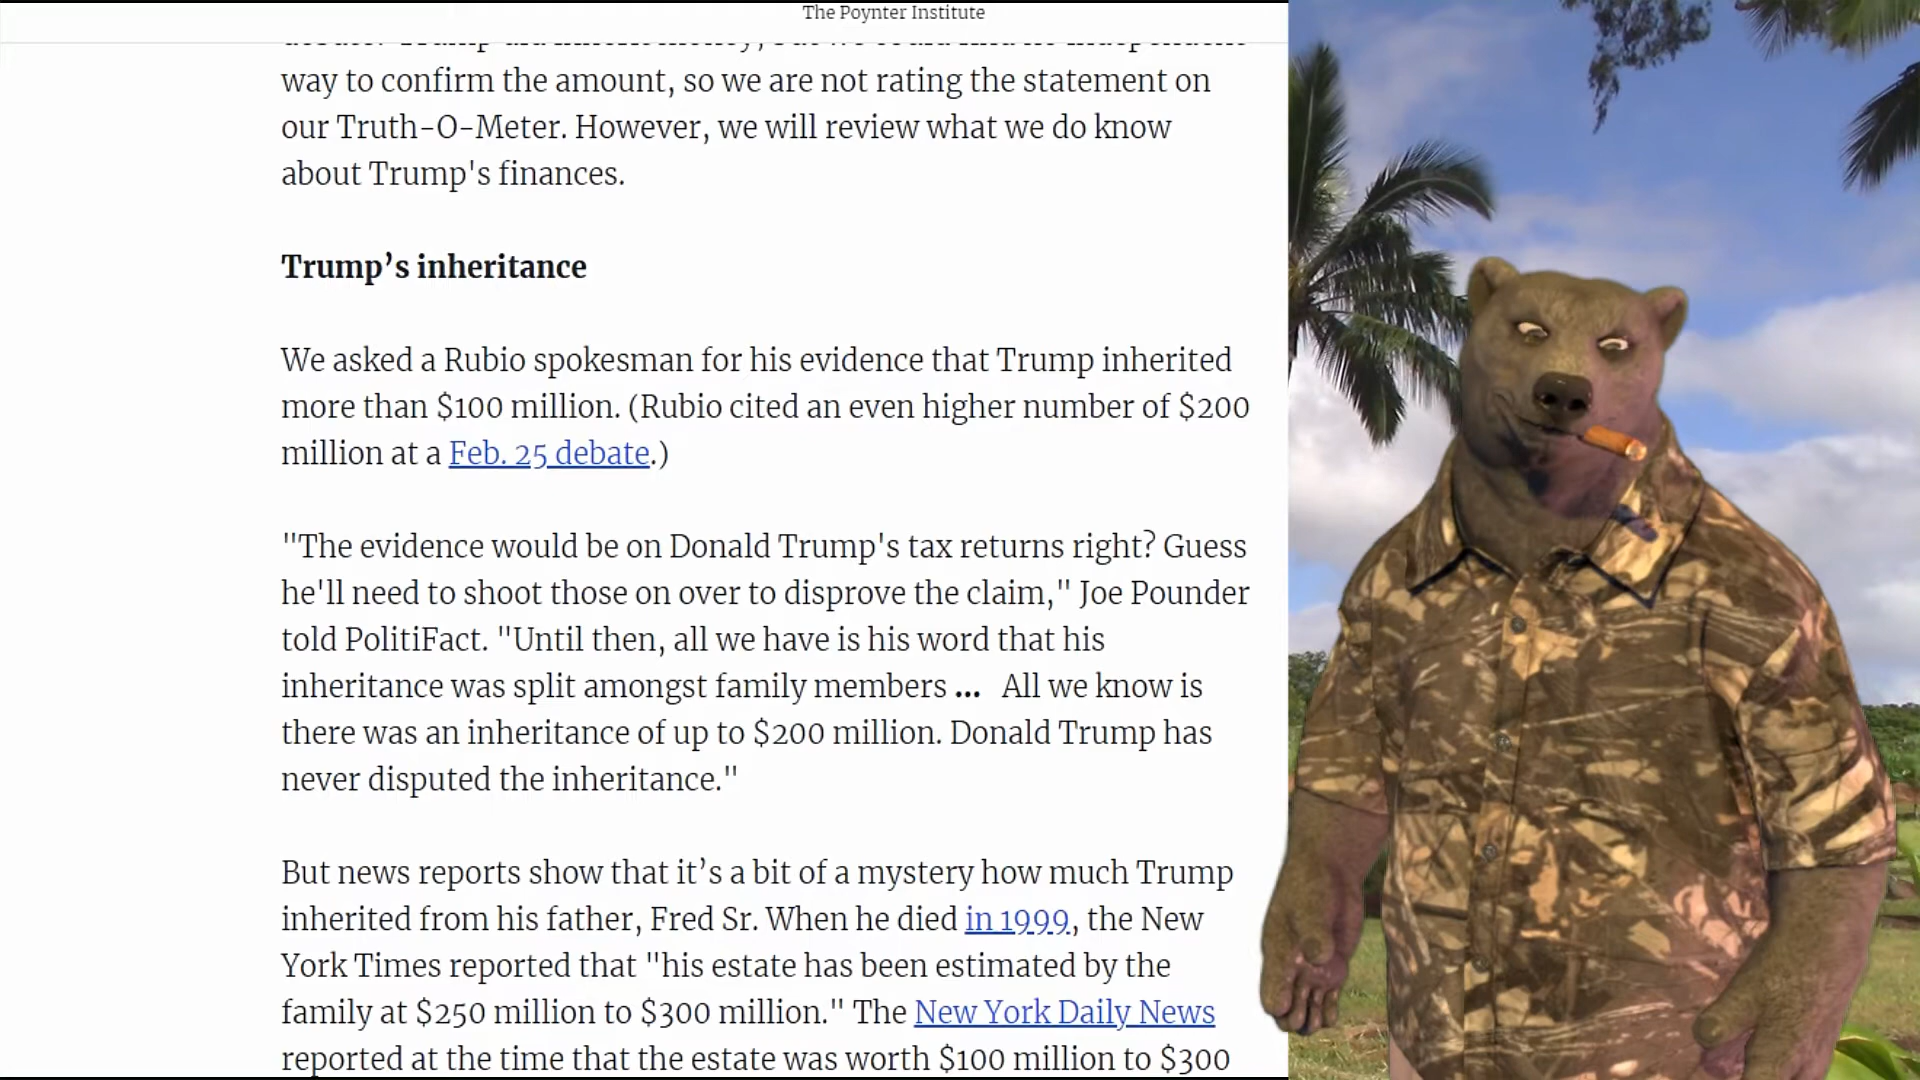 The Poynter Institute
way to confirm the amount, so we are not rating the statement on
our Truth-O-Meter. However, we will review what we do know
about Trump's finances.
Trump’s inheritance
We asked a Rubio spokesman for his evidence that Trump inherited
more than $100 million. (Rubio cited an even higher number of $200
million at a Feb. 25 debate.)
"The evidence would be on Donald Trump's tax returns right? Guess
he'll need to shoot those on over to disprove the claim," Joe Pounder
told PolitiFact. "Until then, all we have is his word that his
inheritance was split amongst family members ... All we know is
there was an inheritance of up to $200 million. Donald Trump has
never disputed the inheritance."
But news reports show that it’s a bit of a mystery how much Trump
inherited from his father, Fred Sr. When he died in 1999, the New
York Times reported that "his estate has been estimated by the
family at $250 million to $300 million." The New York Daily News
reported at the time that the estate was worth $100 million to $300